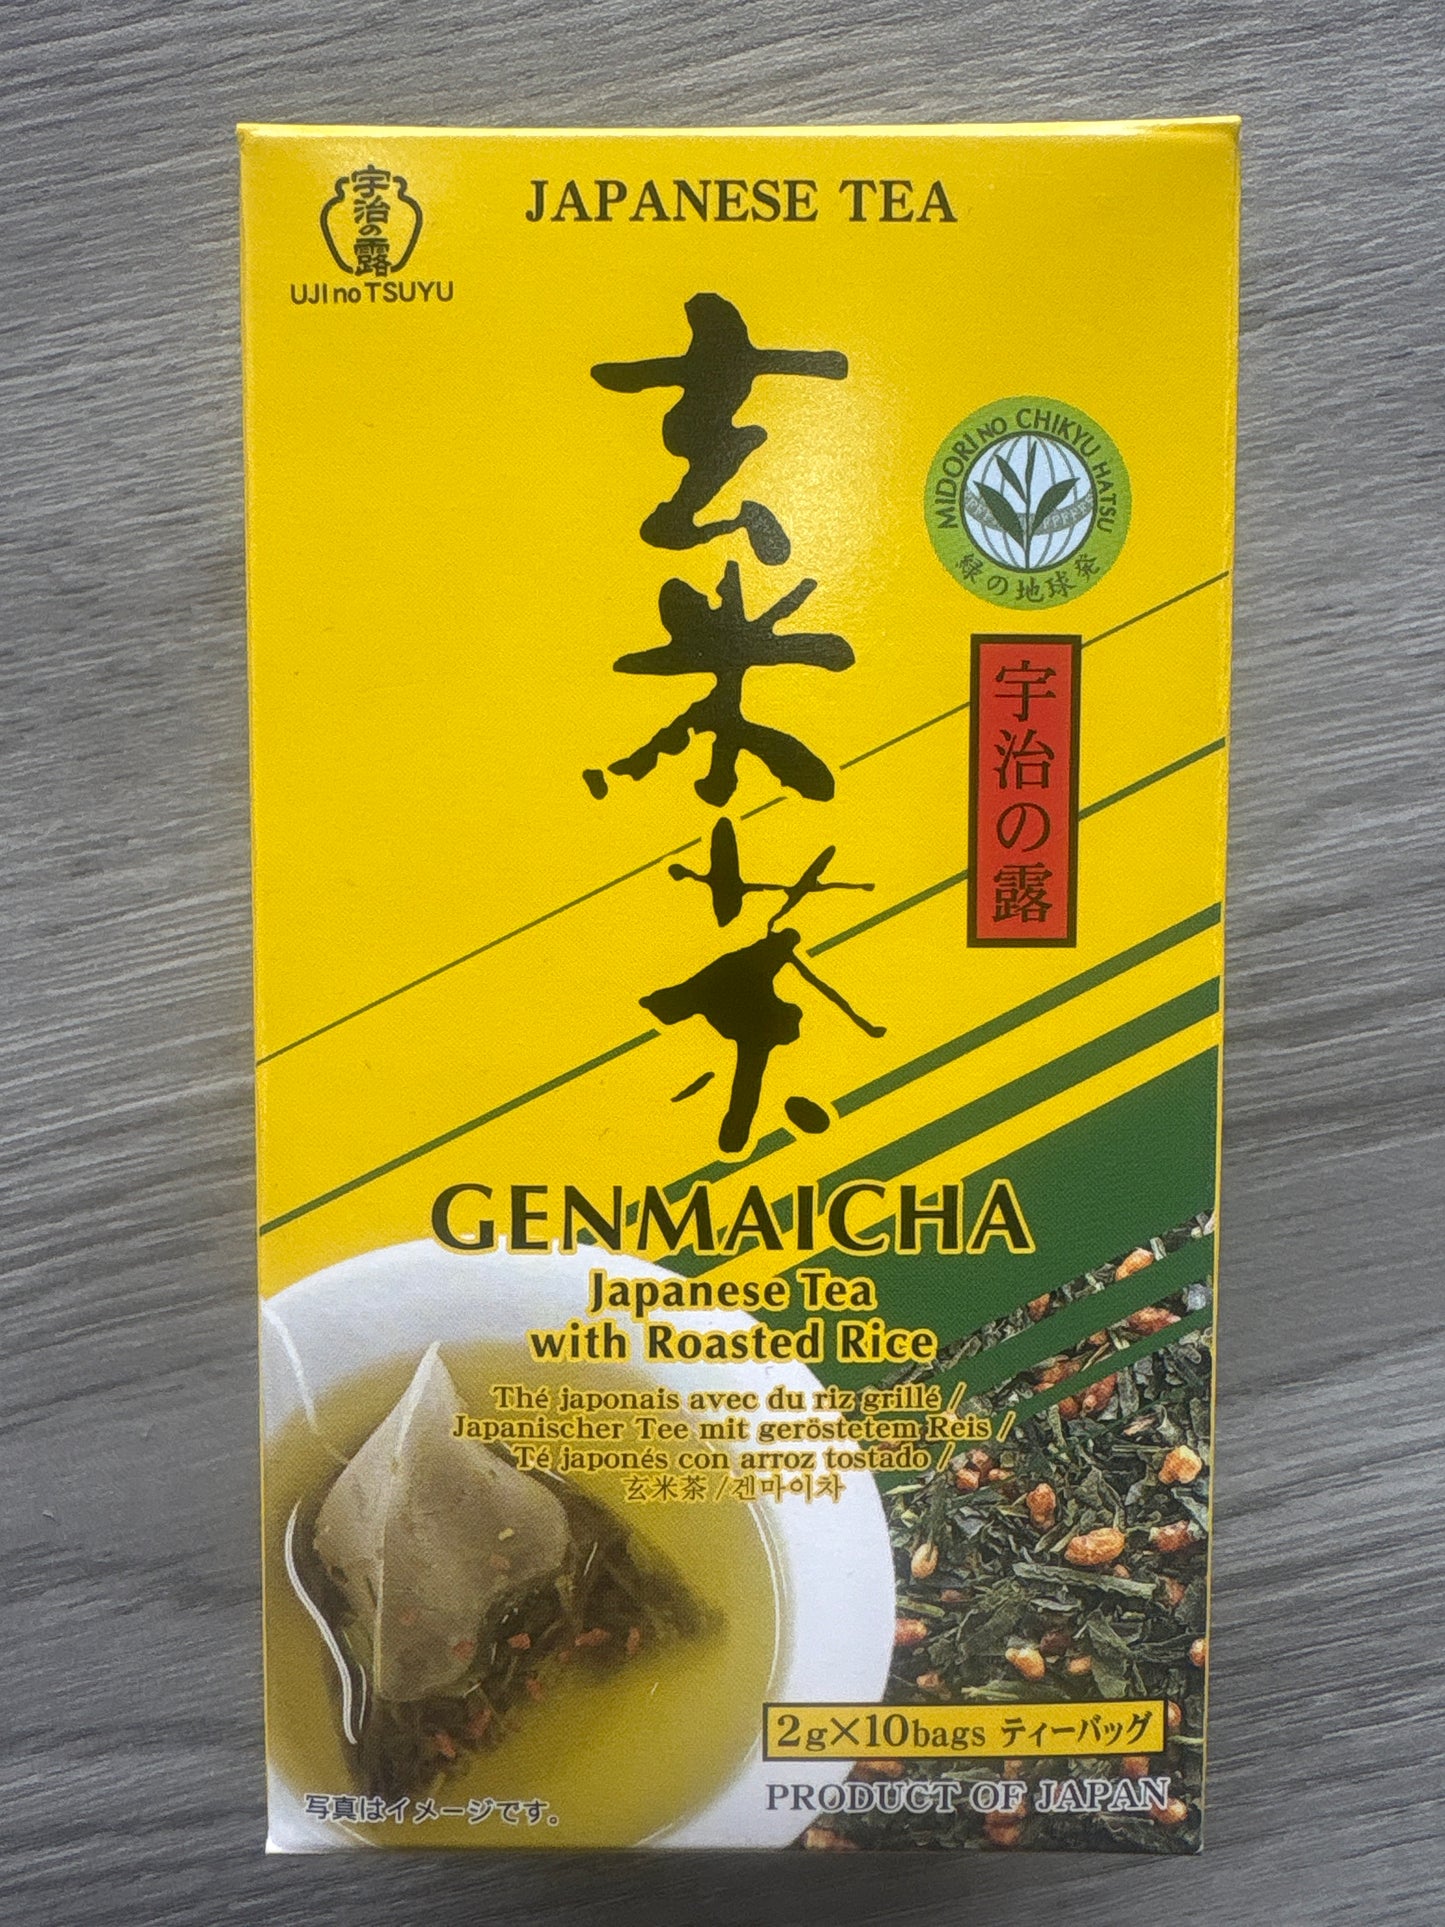 宇治の露
UJI no TSUYU
JAPANESE TEA
玄米茶
MIDORI NO CHIKYU HATSU
緑の地球発
宇治の露
GENMAICHA
Japanese Tea
with Roasted Rice
Thé japonais avec du riz grillé /
Japanischer Tee mit geröstetem Reis /
Té japonés con arroz tostado /
玄米茶 /겐마이차
2g×10bags ティーバッグ
PRODUCT OF JAPAN
写真はイメージです。